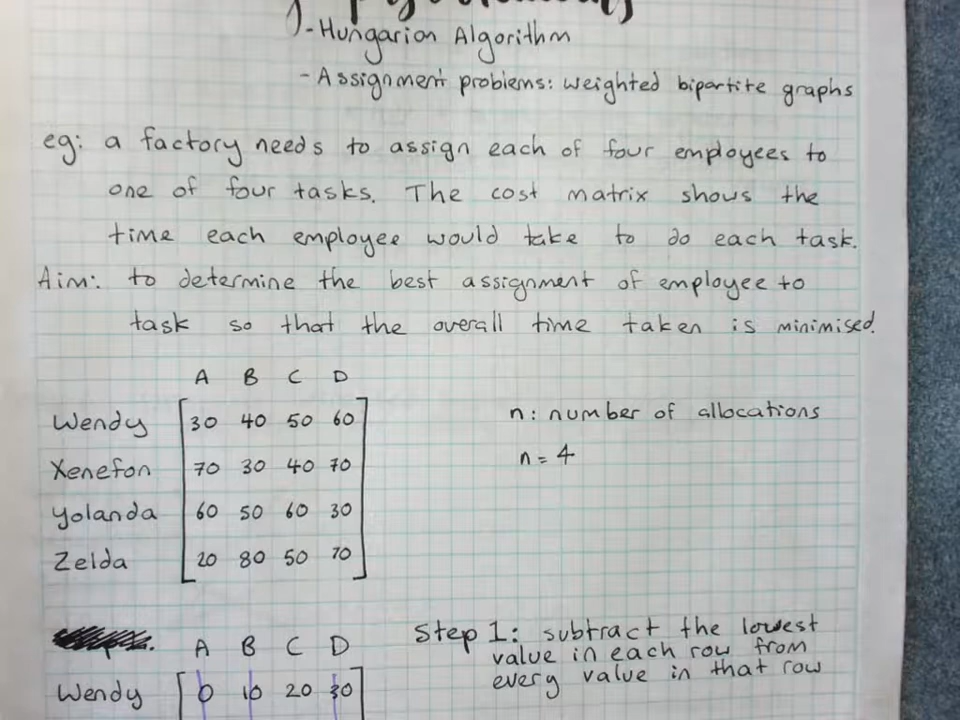 - Hungarian Algorithm
- Assignment problems: weighted bipartite graphs
eg: a factory needs to assign each of four employees to
one of four tasks. The cost matrix shows the
time each employee would take to do each task.
Aim: to determine the best assignment of employee to
task so that the overall time taken is minimised.
A B C D
Wendy 30 40 50 60
n: number of allocations
Xenefon 70 30 40 70
n = 4
Yolanda 60 50 60 30
Zelda 20 80 50 70
A B C D
Step 1: subtract the lowest
value in each row from
every value in that row
Wendy 0 10 20 30